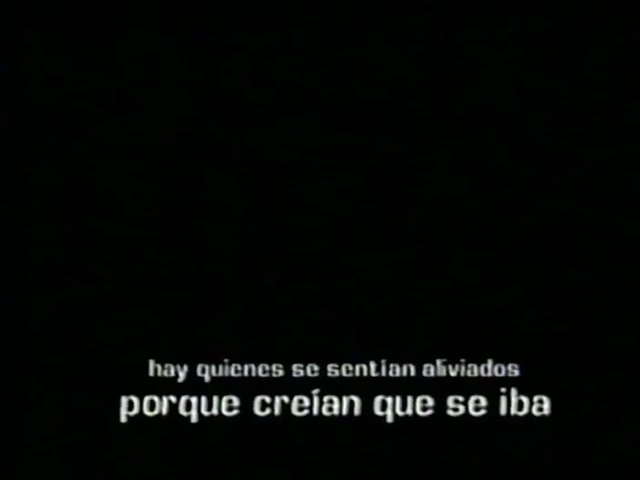 hay quienes se sentían aliviados
porque creían que se iba